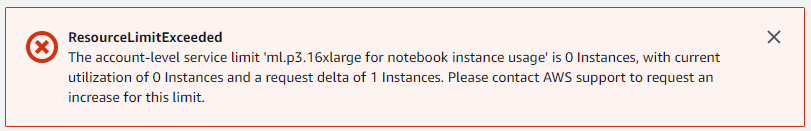 ResourceLimitExceeded
The account-level service limit 'ml.p3.16xlarge for notebook instance usage' is 0 Instances, with current
utilization of 0 Instances and a request delta of 1 Instances. Please contact AWS support to request an
increase for this limit.